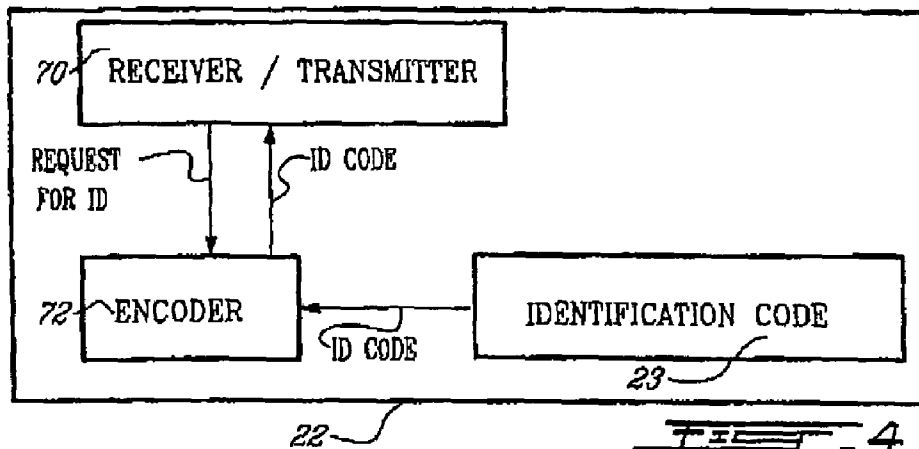 70 RECEIVER / TRANSMITTER
REQUEST
FOR ID
ID CODE
72 ENCODER
ID CODE
IDENTIFICATION CODE
23
22
4